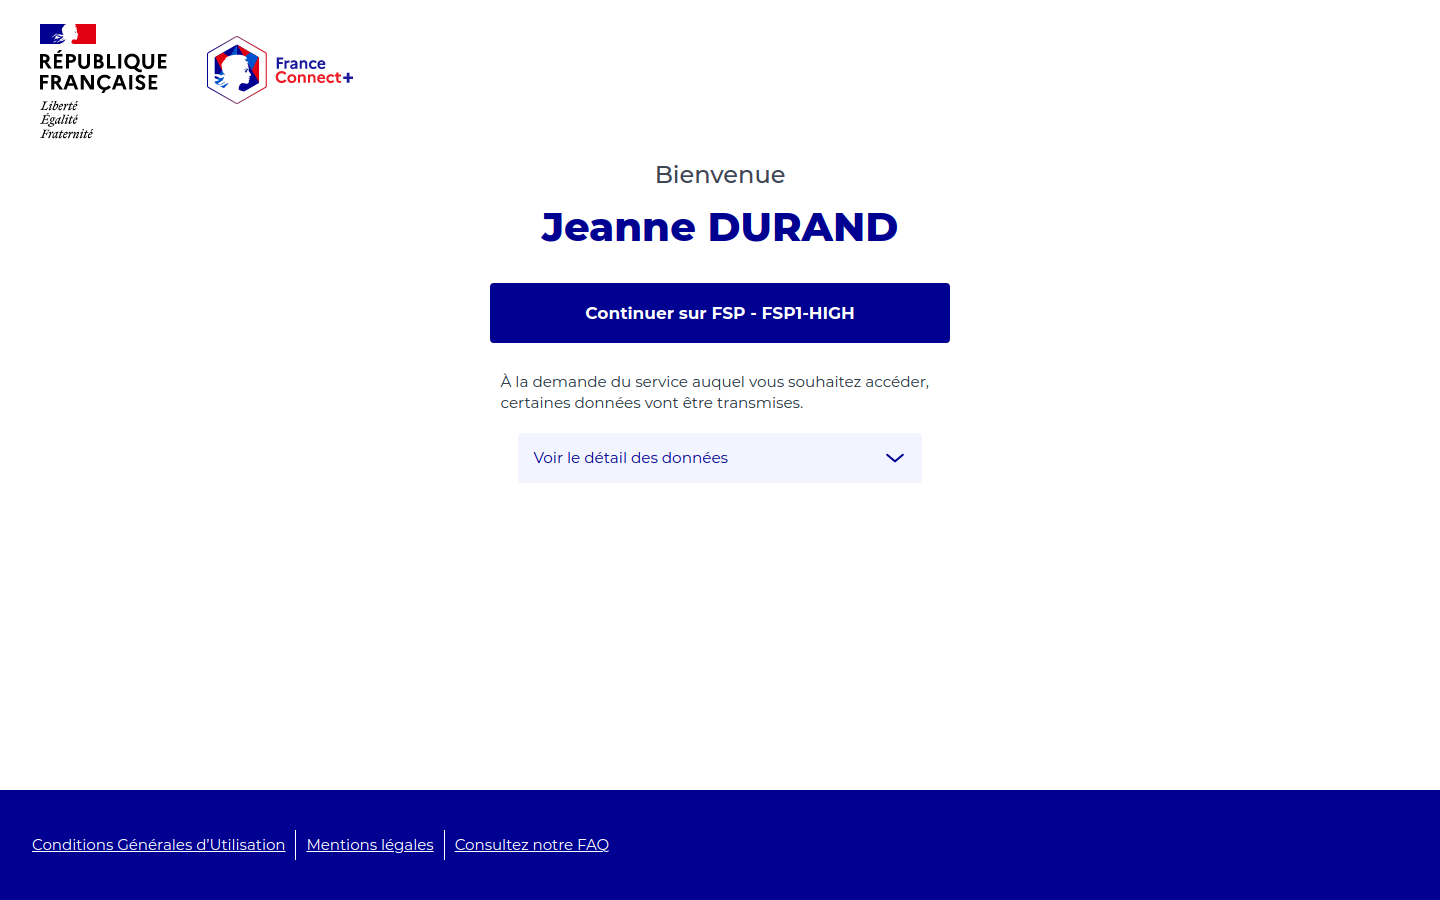 RÉPUBLIQUE
FRANÇAISE
Liberté
Égalité
Fraternité
France
Connect+
Bienvenue
Jeanne DURAND
Continuer sur FSP - FSP1-HIGH
À la demande du service auquel vous souhaitez accéder,
certaines données vont être transmises.
Voir le détail des données
Conditions Générales d’Utilisation
Mentions légales
Consultez notre FAQ